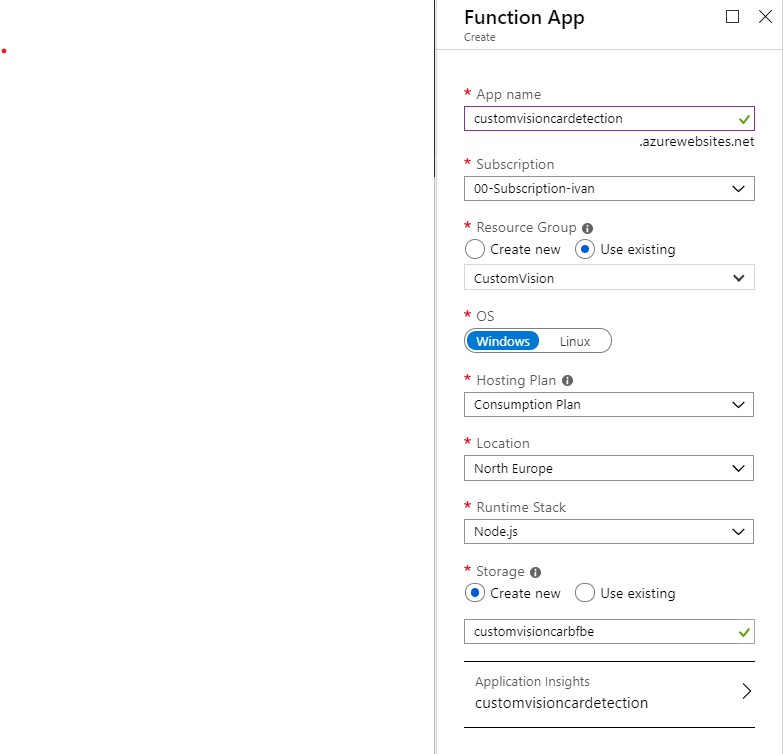 Function App
Create
* App name
customvisioncardetection
.azurewebsites.net
* Subscription
00-Subscription-ivan
* Resource Group
Create new Use existing
CustomVision
* OS
Windows Linux
* Hosting Plan
Consumption Plan
* Location
North Europe
* Runtime Stack
Node.js
* Storage
Create new Use existing
customvisioncarbfbe
Application Insights
customvisioncardetection